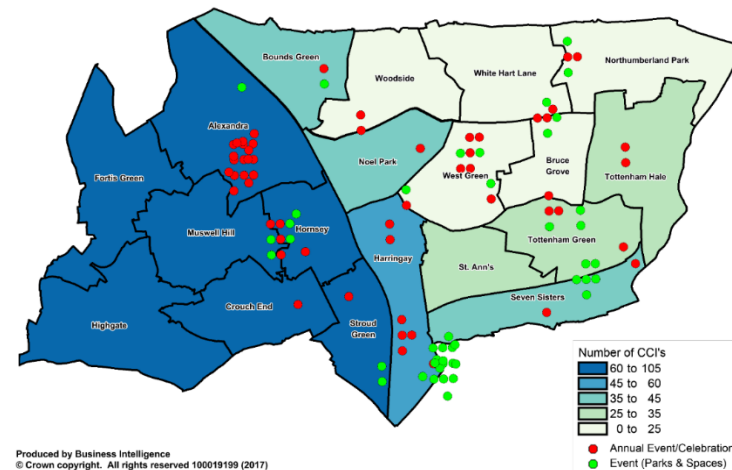 Bounds Green
Woodside
White Hart Lane
Northumberland Park
Alexandra
Noel Park
West Green
Bruce
Grove
Tottenham Hale
Fortis Green
Muswell Hill
Hornsey
Harringay
St. Ann's
Tottenham Green
Crouch End
Stroud
Green
Seven Sisters
Highgate
Number of CCI's
60 to 105
45 to 60
35 to 45
25 to 35
0 to 25
Annual Event/Celebration
Event (Parks & Spaces)
Produced by Business Intelligence
© Crown copyright. All rights reserved 100019199 (2017)